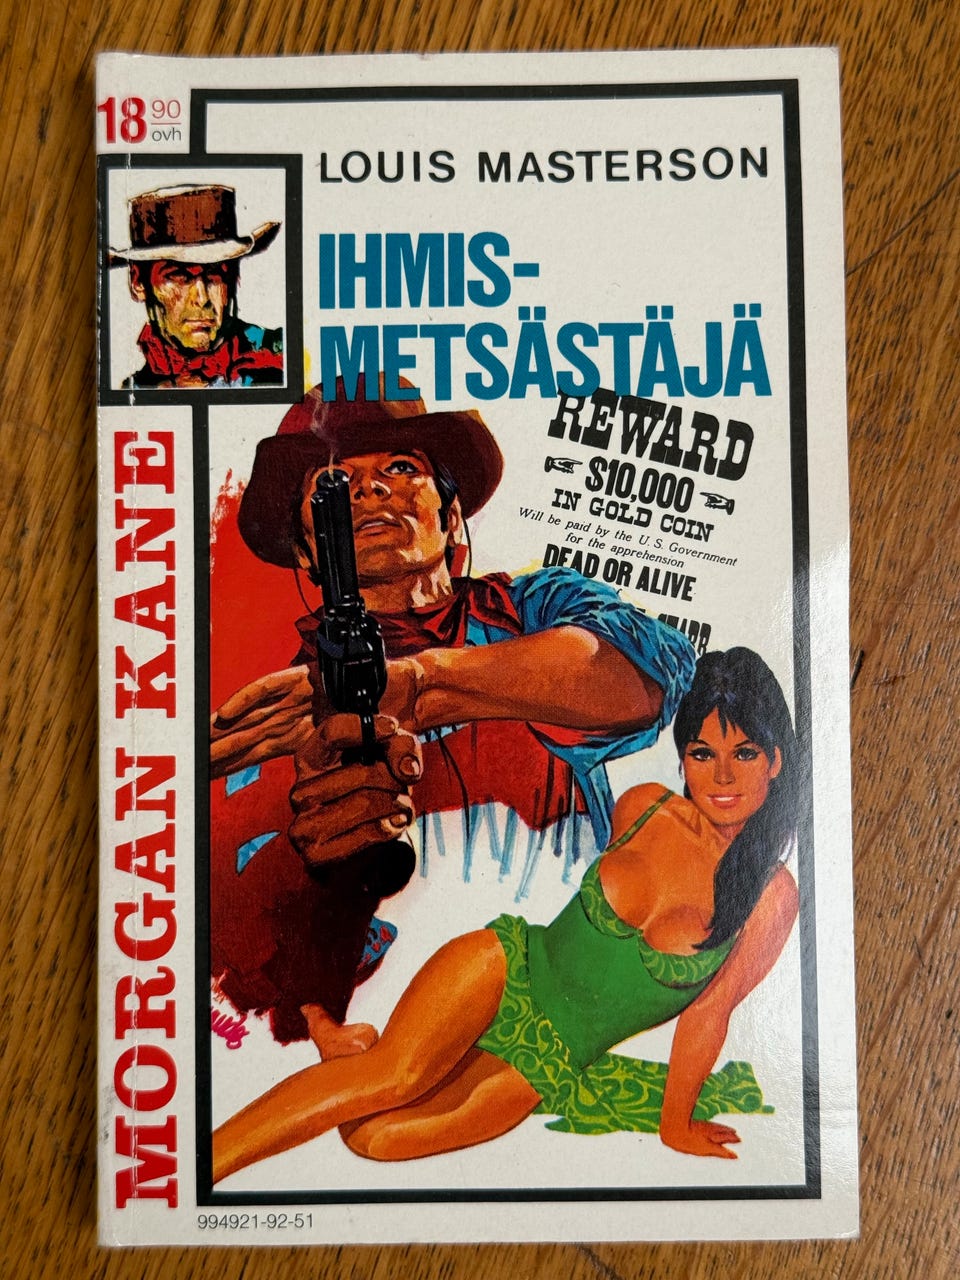 18 90
ovh
LOUIS MASTERSON
IHMIS-
METSÄSTÄJÄ
MORGAN KANE
REWARD
$10,000
IN GOLD COIN
Will be paid by the U. S. Government
for the apprehension
DEAD OR ALIVE
STARR
994921-92-51